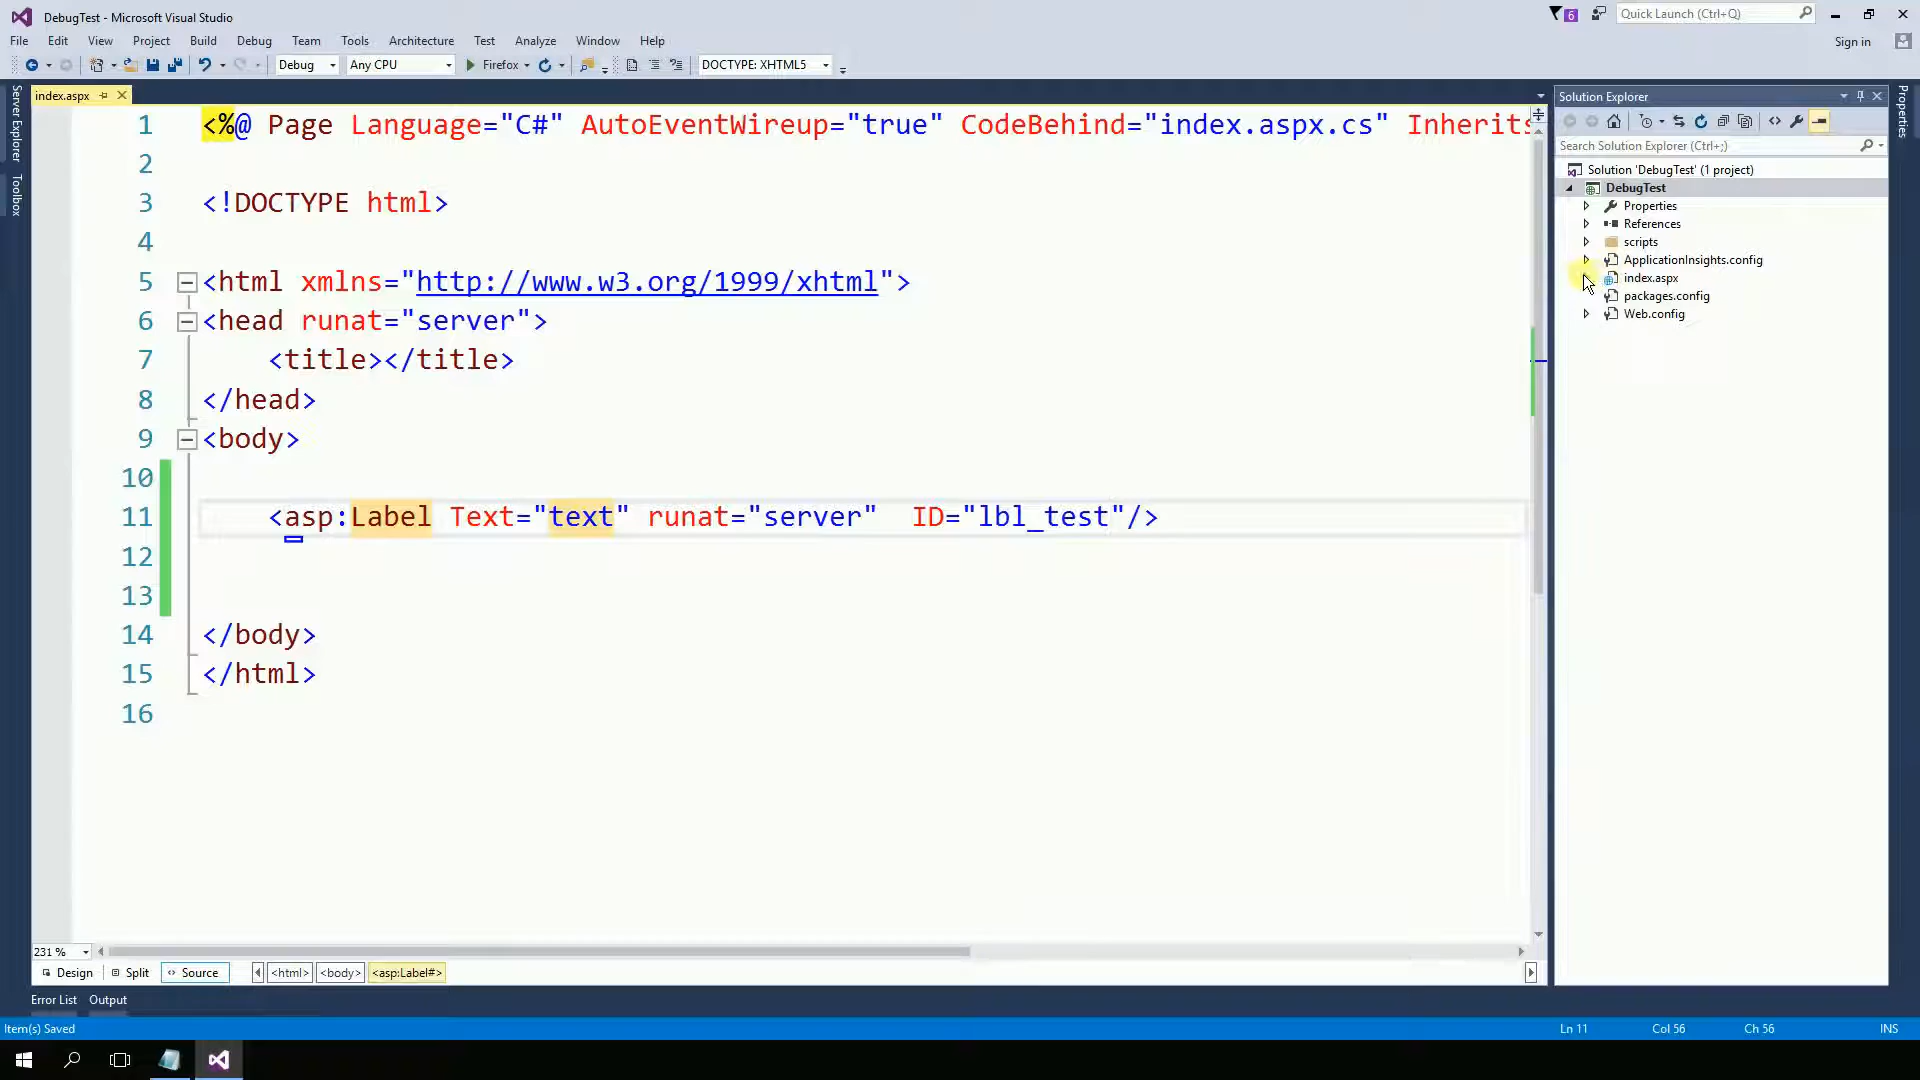 DebugTest - Microsoft Visual Studio
6
Quick Launch (Ctrl+Q)
File Edit View Project Build Debug Team Tools Architecture Test Analyze Window Help
Sign in
Debug Any CPU Firefox DOCTYPE: XHTML5
Server Explorer
Toolbox
index.aspx
1 <%@ Page Language="C#" AutoEventWireup="true" CodeBehind="index.aspx.cs" Inherits
2
3 <!DOCTYPE html>
4
5 <html xmlns="http://www.w3.org/1999/xhtml">
6 <head runat="server">
7 <title></title>
8 </head>
9 <body>
10
11 <asp:Label Text="text" runat="server" ID="lbl_test"/>
12
13
14 </body>
15 </html>
16
231 %
Design Split Source <html> <body> <asp:Label#>
Error List Output
Solution Explorer
Search Solution Explorer (Ctrl+;)
Solution 'DebugTest' (1 project)
DebugTest
Properties
References
scripts
ApplicationInsights.config
index.aspx
packages.config
Web.config
Properties
Item(s) Saved Ln 11 Col 56 Ch 56 INS